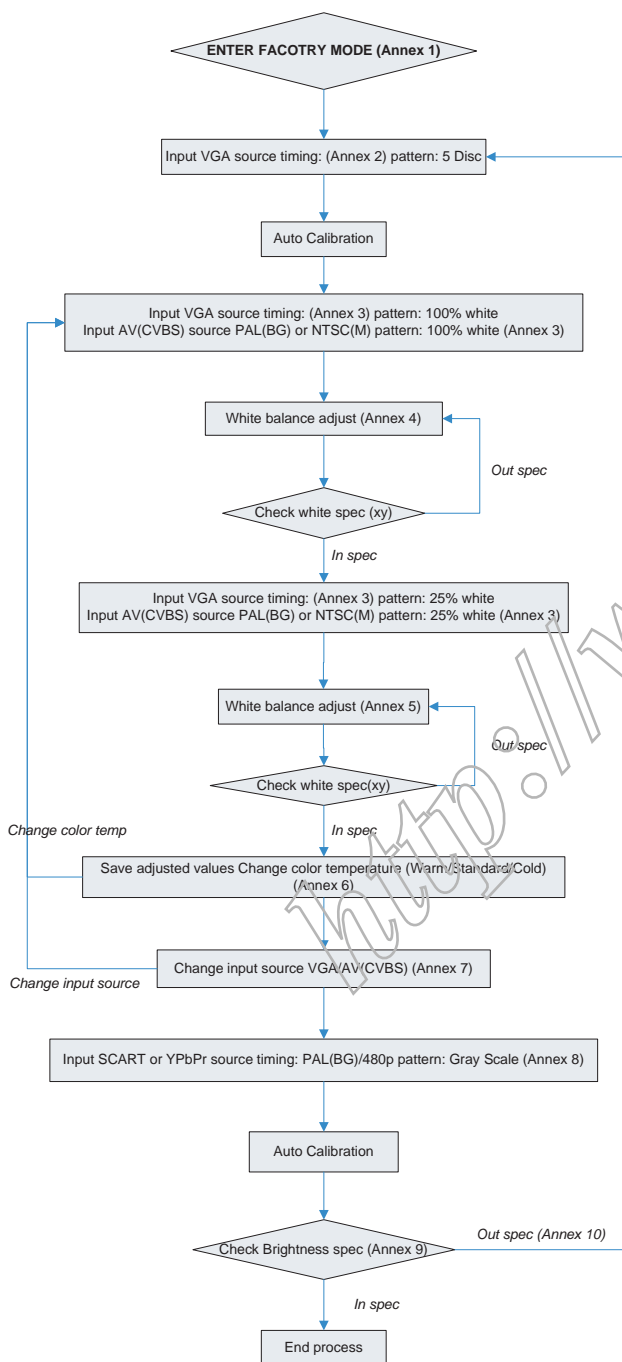 ENTER FACOTRY MODE (Annex 1)
Input VGA source timing: (Annex 2) pattern: 5 Disc
Auto Calibration
Input VGA source timing: (Annex 3) pattern: 100% white
Input AV(CVBS) source PAL(BG) or NTSC(M) pattern: 100% white (Annex 3)
White balance adjust (Annex 4)
Out spec
Check white spec (xy)
In spec
Input VGA source timing: (Annex 3) pattern: 25% white
Input AV(CVBS) source PAL(BG) or NTSC(M) pattern: 25% white (Annex 3)
White balance adjust (Annex 5)
Out spec
Check white spec(xy)
Change color temp
In spec
Save adjusted values Change color temperature (Warm/Standard/Cold)
(Annex 6)
Change input source VGA/AV(CVBS) (Annex 7)
Change input source
Input SCART or YPbPr source timing: PAL(BG)/480p pattern: Gray Scale (Annex 8)
Auto Calibration
Check Brightness spec (Annex 9)
Out spec (Annex 10)
In spec
End process
http://